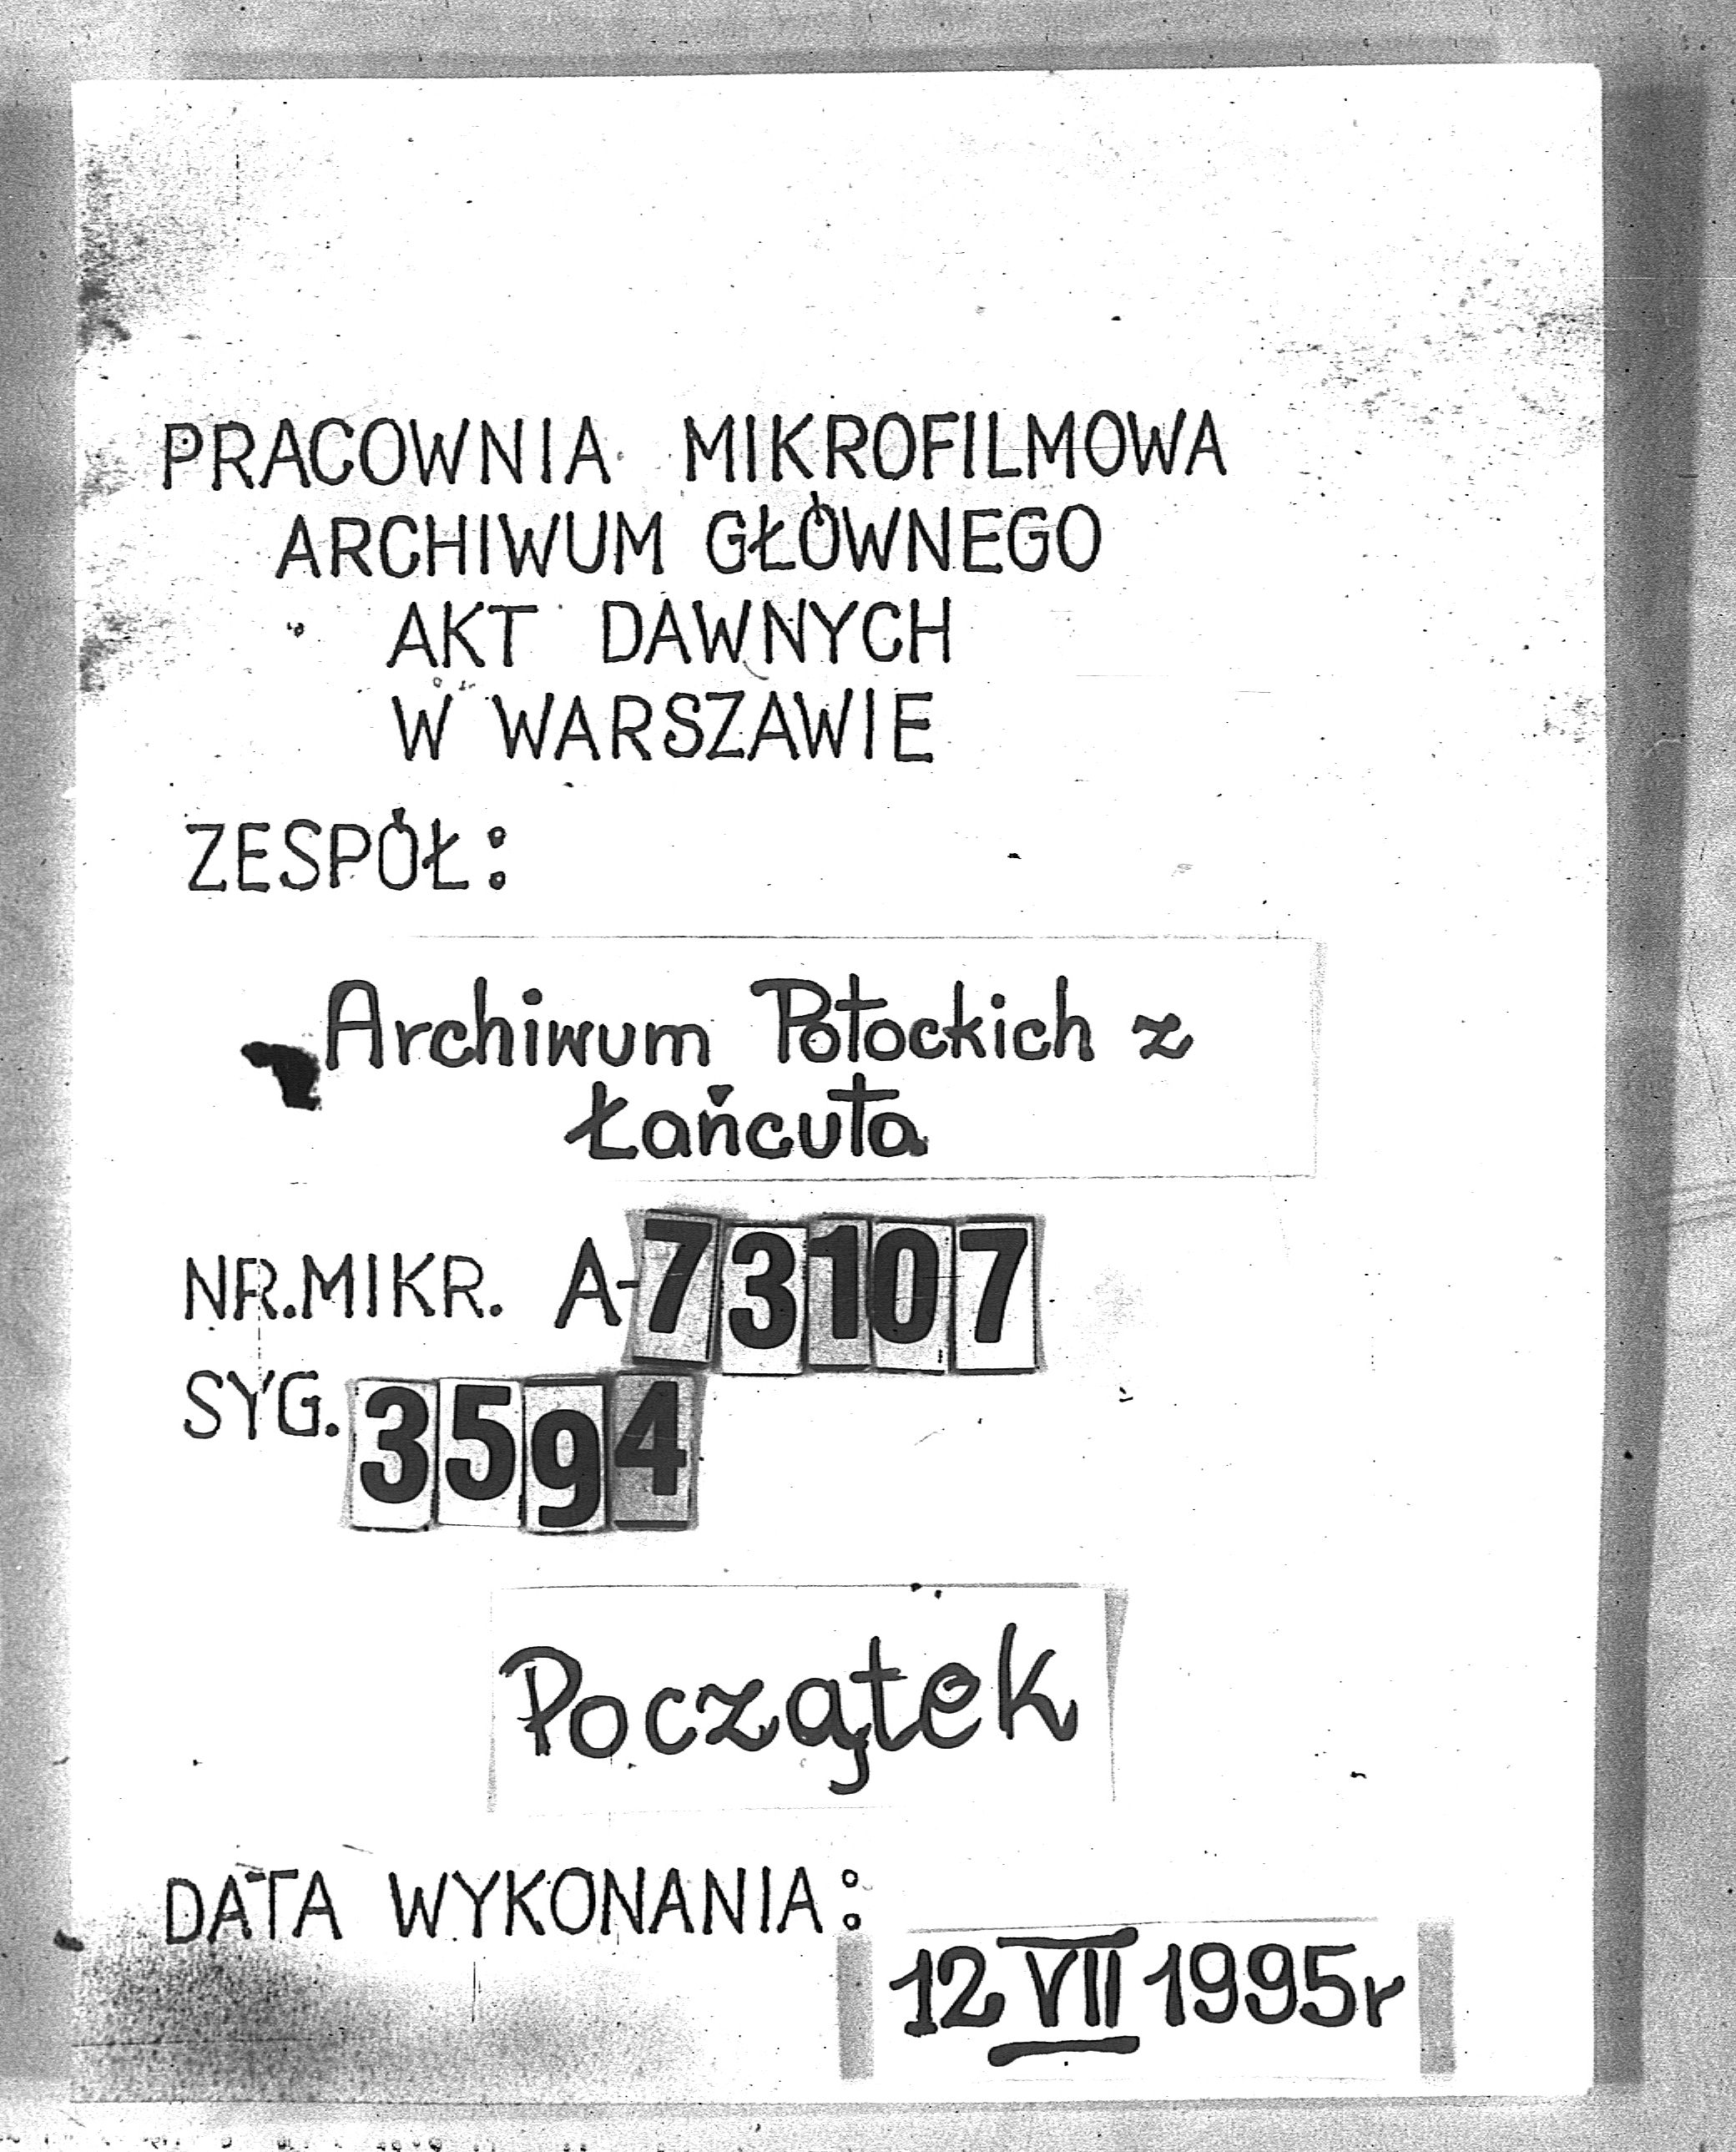 PRACOWNIA MIKROFILMOWA
ARCHIWUM GŁÓWNEGO
AKT DAWNYCH
W WARSZAWIE
ZESPÓŁ:
Archiwum Potockich z
Łańcuta
NR.MIKR. A-73107
SYG. 3594
Początek
DATA WYKONANIA:
12 VII 1995r